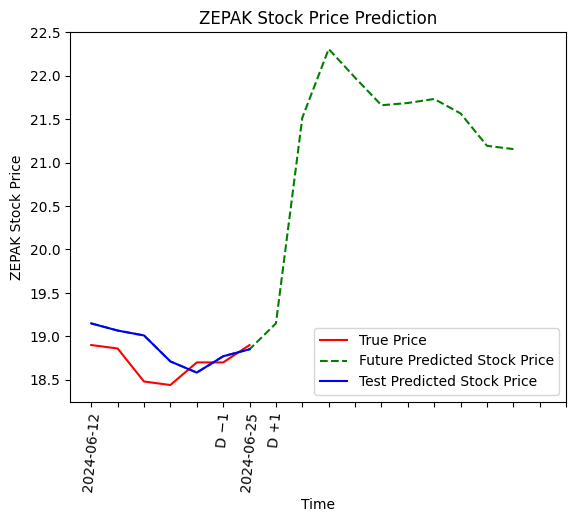 ZEPAK Stock Price Prediction
ZEPAK Stock Price
22.5
22.0
21.5
21.0
20.5
20.0
19.5
19.0
18.5
True Price
Future Predicted Stock Price
Test Predicted Stock Price
2024-06-12
D −1
2024-06-25
D +1
Time